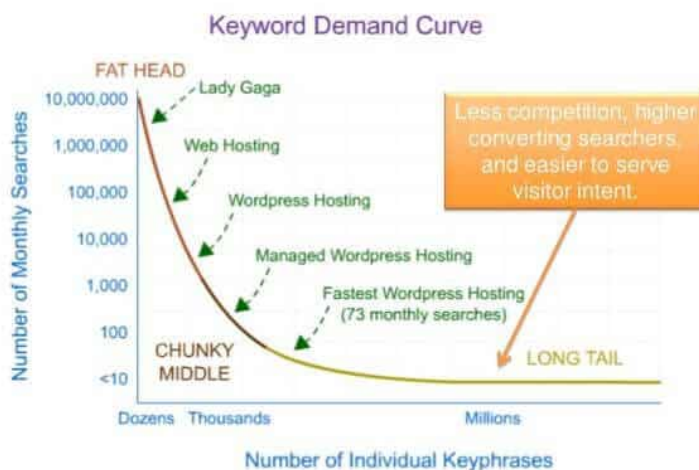 Keyword Demand Curve
FAT HEAD
Number of Monthly Searches
10,000,000
1,000,000
100,000
10,000
1,000
100
<10
Lady Gaga
Web Hosting
Wordpress Hosting
Managed Wordpress Hosting
Fastest Wordpress Hosting
(73 monthly searches)
Less competition, higher
converting searchers,
and easier to serve
visitor intent.
CHUNKY
MIDDLE
LONG TAIL
Dozens
Thousands
Millions
Number of Individual Keyphrases